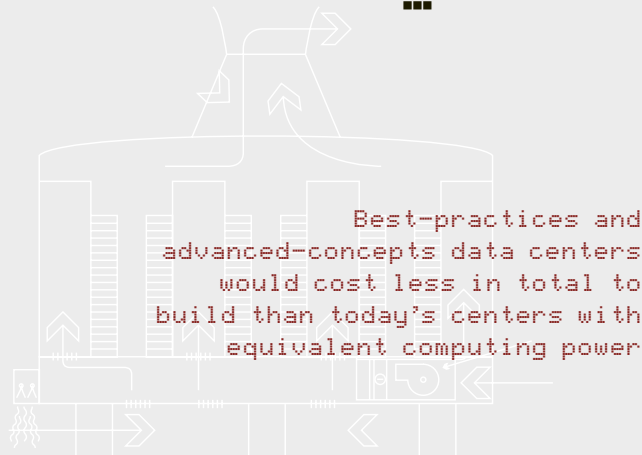 Best-practices and
advanced-concepts data centers
would cost less in total to
build than today's centers with
equivalent computing power